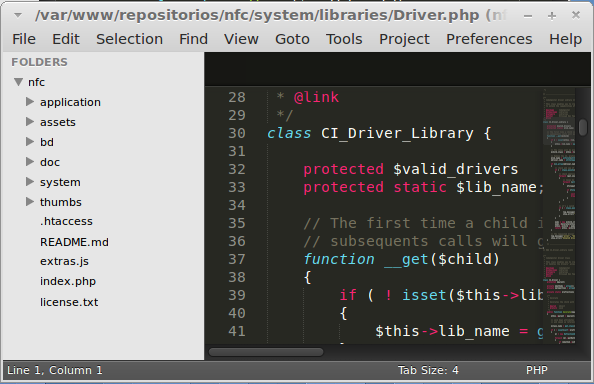 /var/www/repositorios/nfc/system/libraries/Driver.php (nf
File Edit Selection Find View Goto Tools Project Preferences Help
FOLDERS
nfc
application
assets
bd
doc
system
thumbs
.htaccess
README.md
extras.js
index.php
license.txt
28 * @link
29 */
30 class CI_Driver_Library {
31
32 protected $valid_drivers
33 protected static $lib_name;
34
35 // The first time a child i
36 // subsequents calls will g
37 function __get($child)
38 {
39 if ( ! isset($this->lib
40 {
41 $this->lib_name = g
Line 1, Column 1
Tab Size: 4
PHP